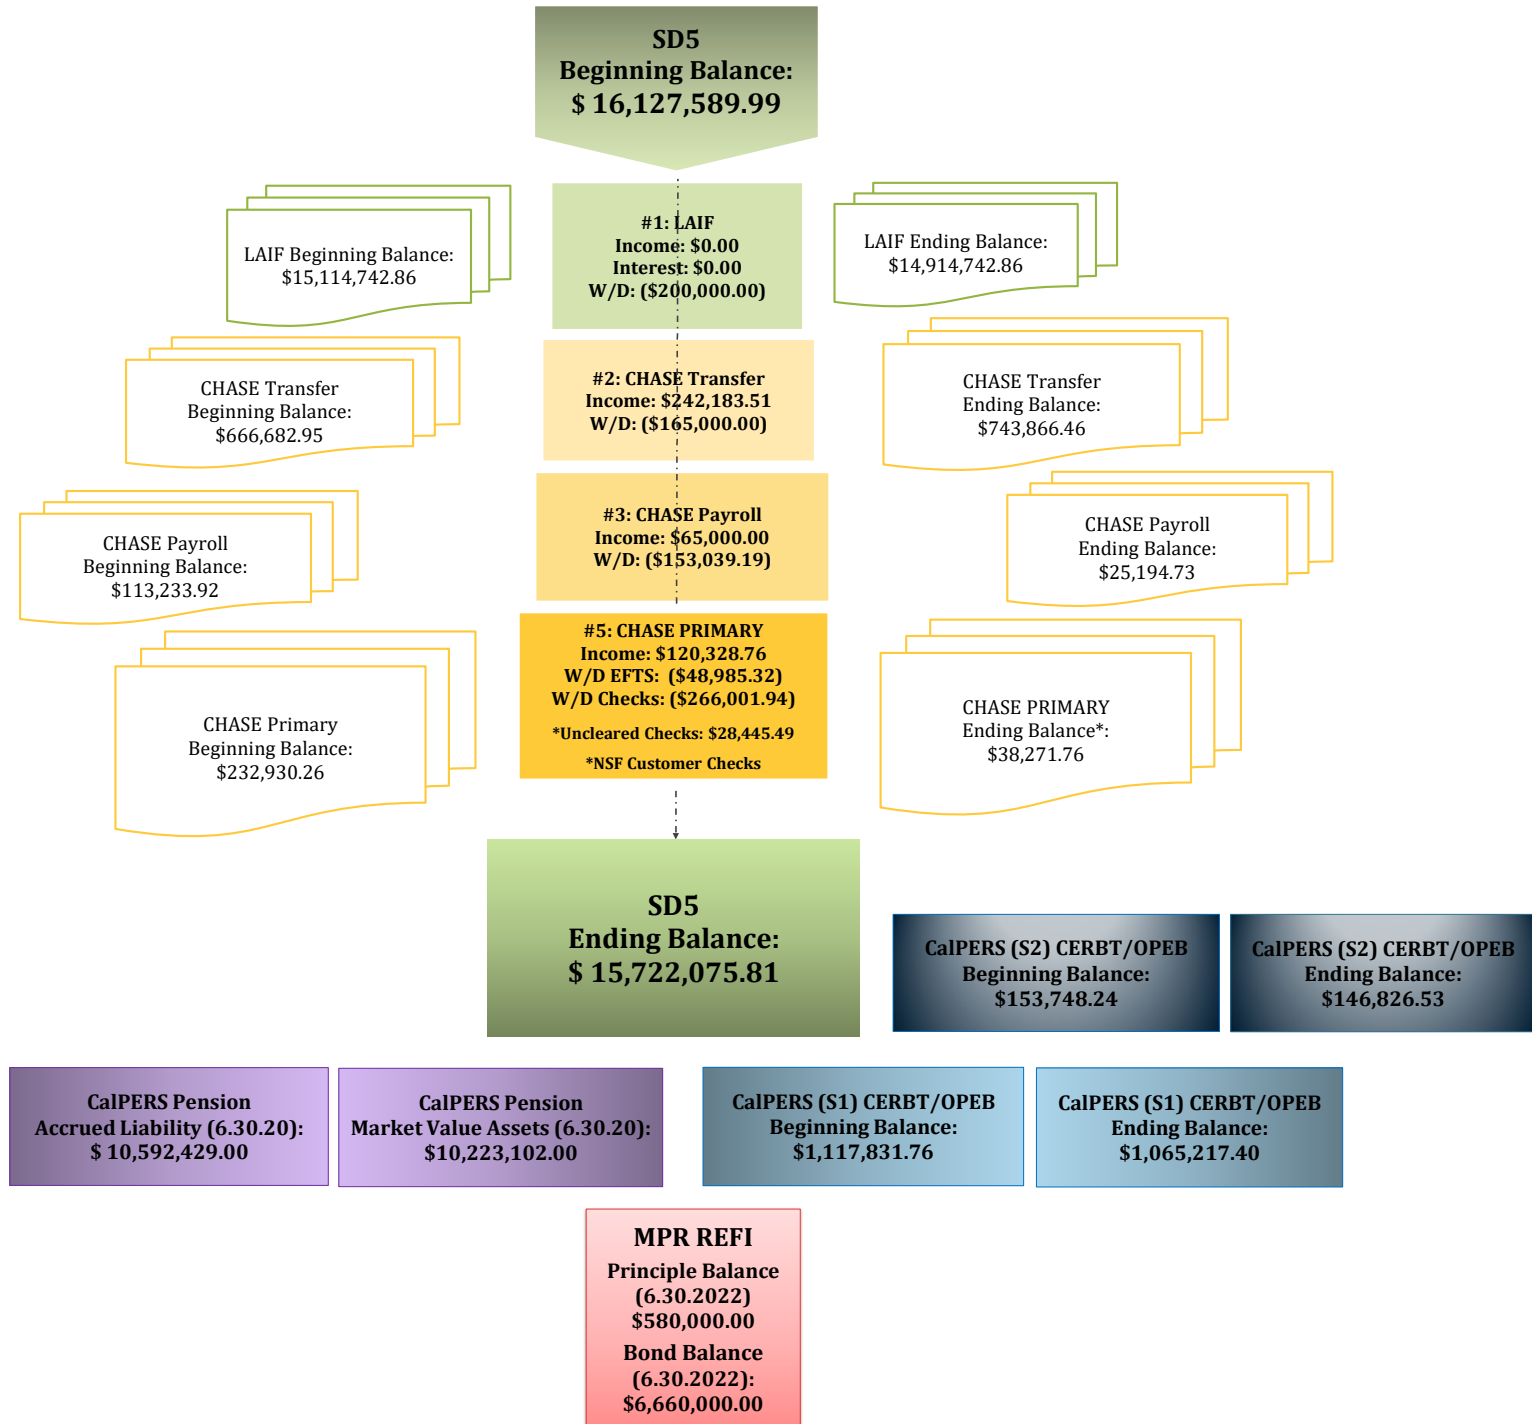 SD5
Beginning Balance:
$ 16,127,589.99
LAIF Beginning Balance:
$15,114,742.86
#1: LAIF
Income: $0.00
Interest: $0.00
W/D: ($200,000.00)
LAIF Ending Balance:
$14,914,742.86
CHASE Transfer
Beginning Balance:
$666,682.95
#2: CHASE Transfer
Income: $242,183.51
W/D: ($165,000.00)
CHASE Transfer
Ending Balance:
$743,866.46
CHASE Payroll
Beginning Balance:
$113,233.92
#3: CHASE Payroll
Income: $65,000.00
W/D: ($153,039.19)
CHASE Payroll
Ending Balance:
$25,194.73
CHASE Primary
Beginning Balance:
$232,930.26
#5: CHASE PRIMARY
Income: $120,328.76
W/D EFTS:  ($48,985.32)
W/D Checks: ($266,001.94)
*Uncleared Checks: $28,445.49
*NSF Customer Checks
CHASE PRIMARY
Ending Balance*:
$38,271.76
SD5
Ending Balance:
$ 15,722,075.81
CalPERS (S2) CERBT/OPEB
Beginning Balance:
$153,748.24
CalPERS (S2) CERBT/OPEB
Ending Balance:
$146,826.53
CalPERS Pension
Accrued Liability (6.30.20):
$ 10,592,429.00
CalPERS Pension
Market Value Assets (6.30.20):
$10,223,102.00
CalPERS (S1) CERBT/OPEB
Beginning Balance:
$1,117,831.76
CalPERS (S1) CERBT/OPEB
Ending Balance:
$1,065,217.40
MPR REFI
Principle Balance
(6.30.2022)
$580,000.00
Bond Balance
(6.30.2022):
$6,660,000.00